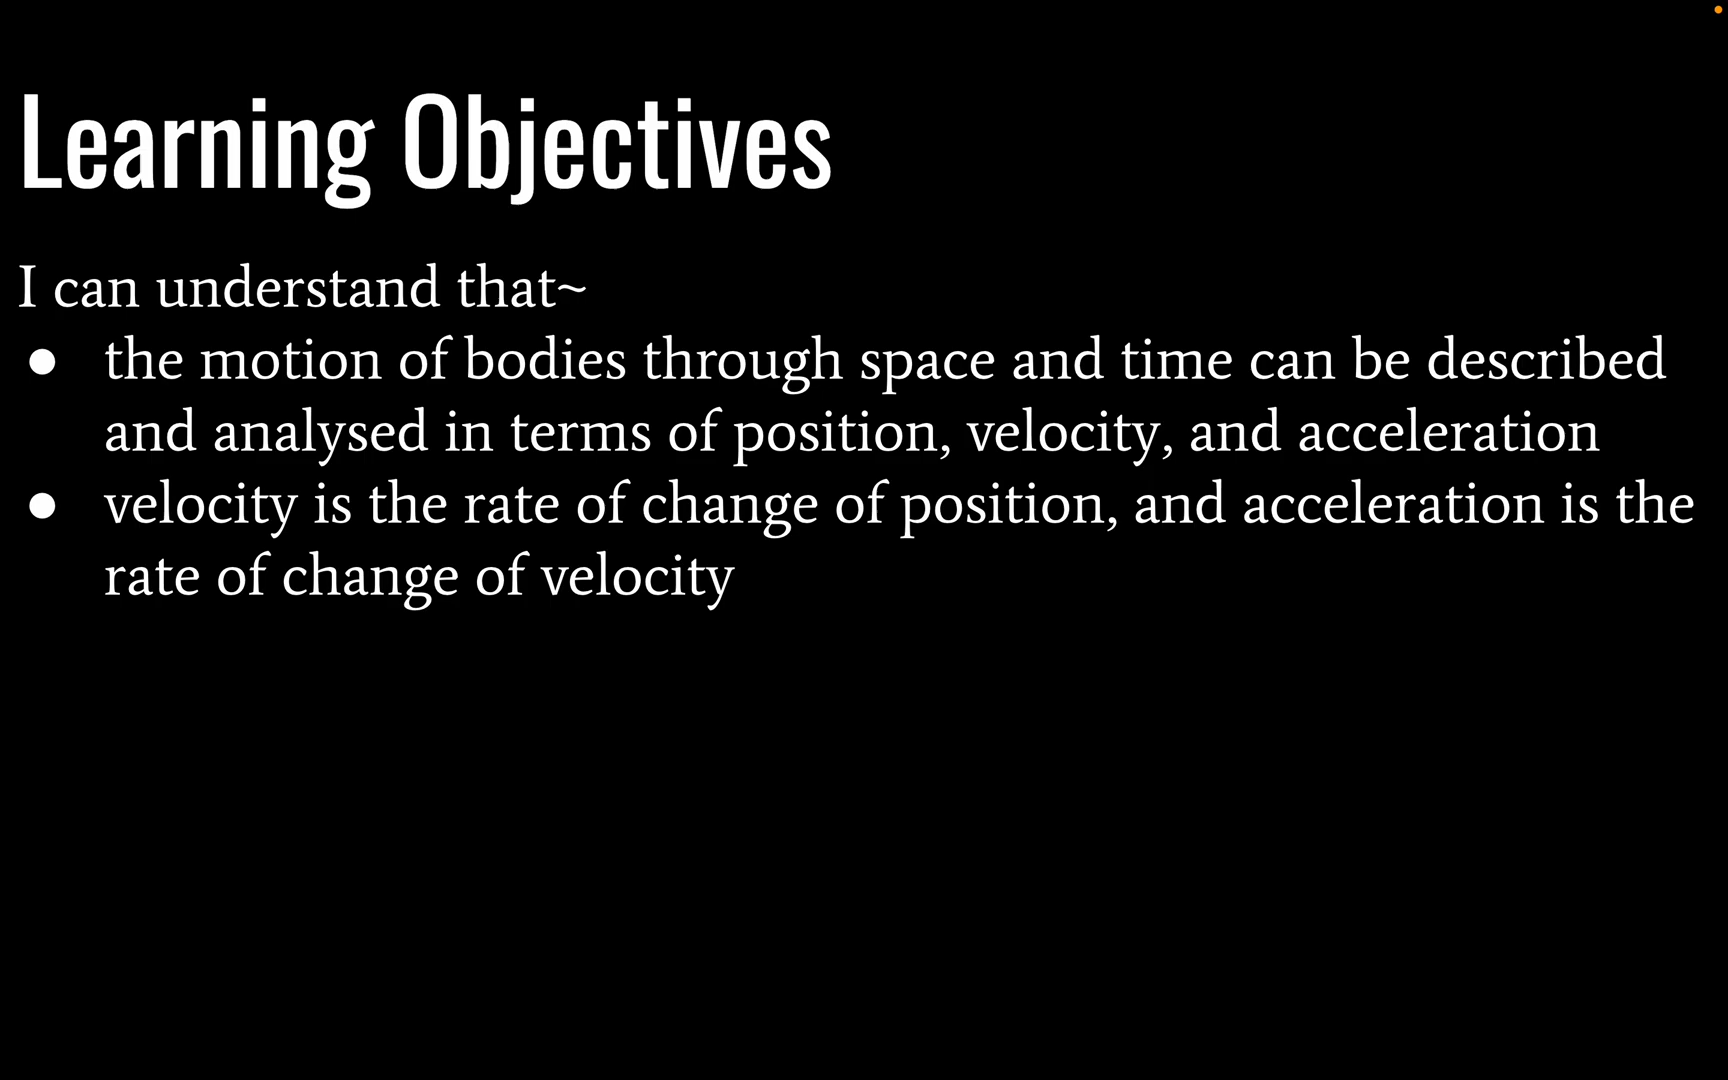 Learning Objectives
I can understand that~
● the motion of bodies through space and time can be described
and analysed in terms of position, velocity, and acceleration
● velocity is the rate of change of position, and acceleration is the
rate of change of velocity